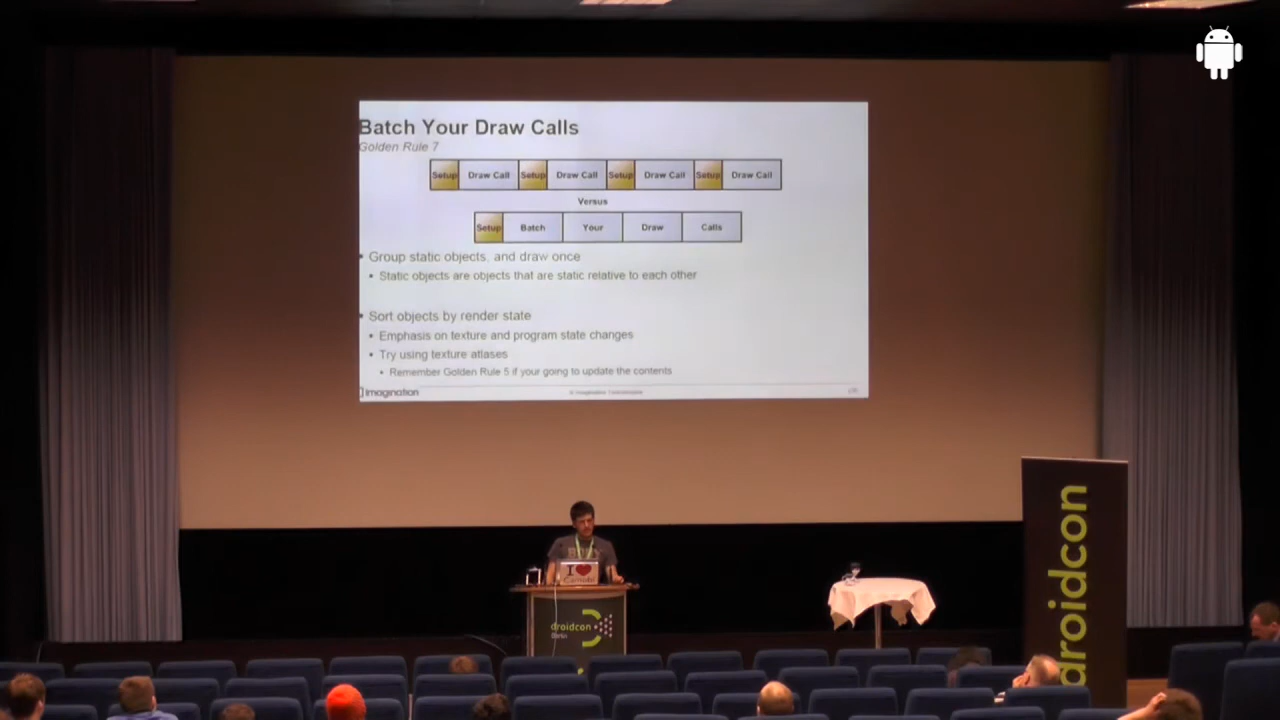 Batch Your Draw Calls
Golden Rule 7
Setup Draw Call Setup Draw Call Setup Draw Call Setup Draw Call
Versus
Setup Batch Your Draw Calls
• Group static objects, and draw once
• Static objects are objects that are static relative to each other
• Sort objects by render state
• Emphasis on texture and program state changes
• Try using texture atlases
• Remember Golden Rule 5 if your going to update the contents
Imagination
© Imagination Technologies
I
droidcon
Berlin
droidcon